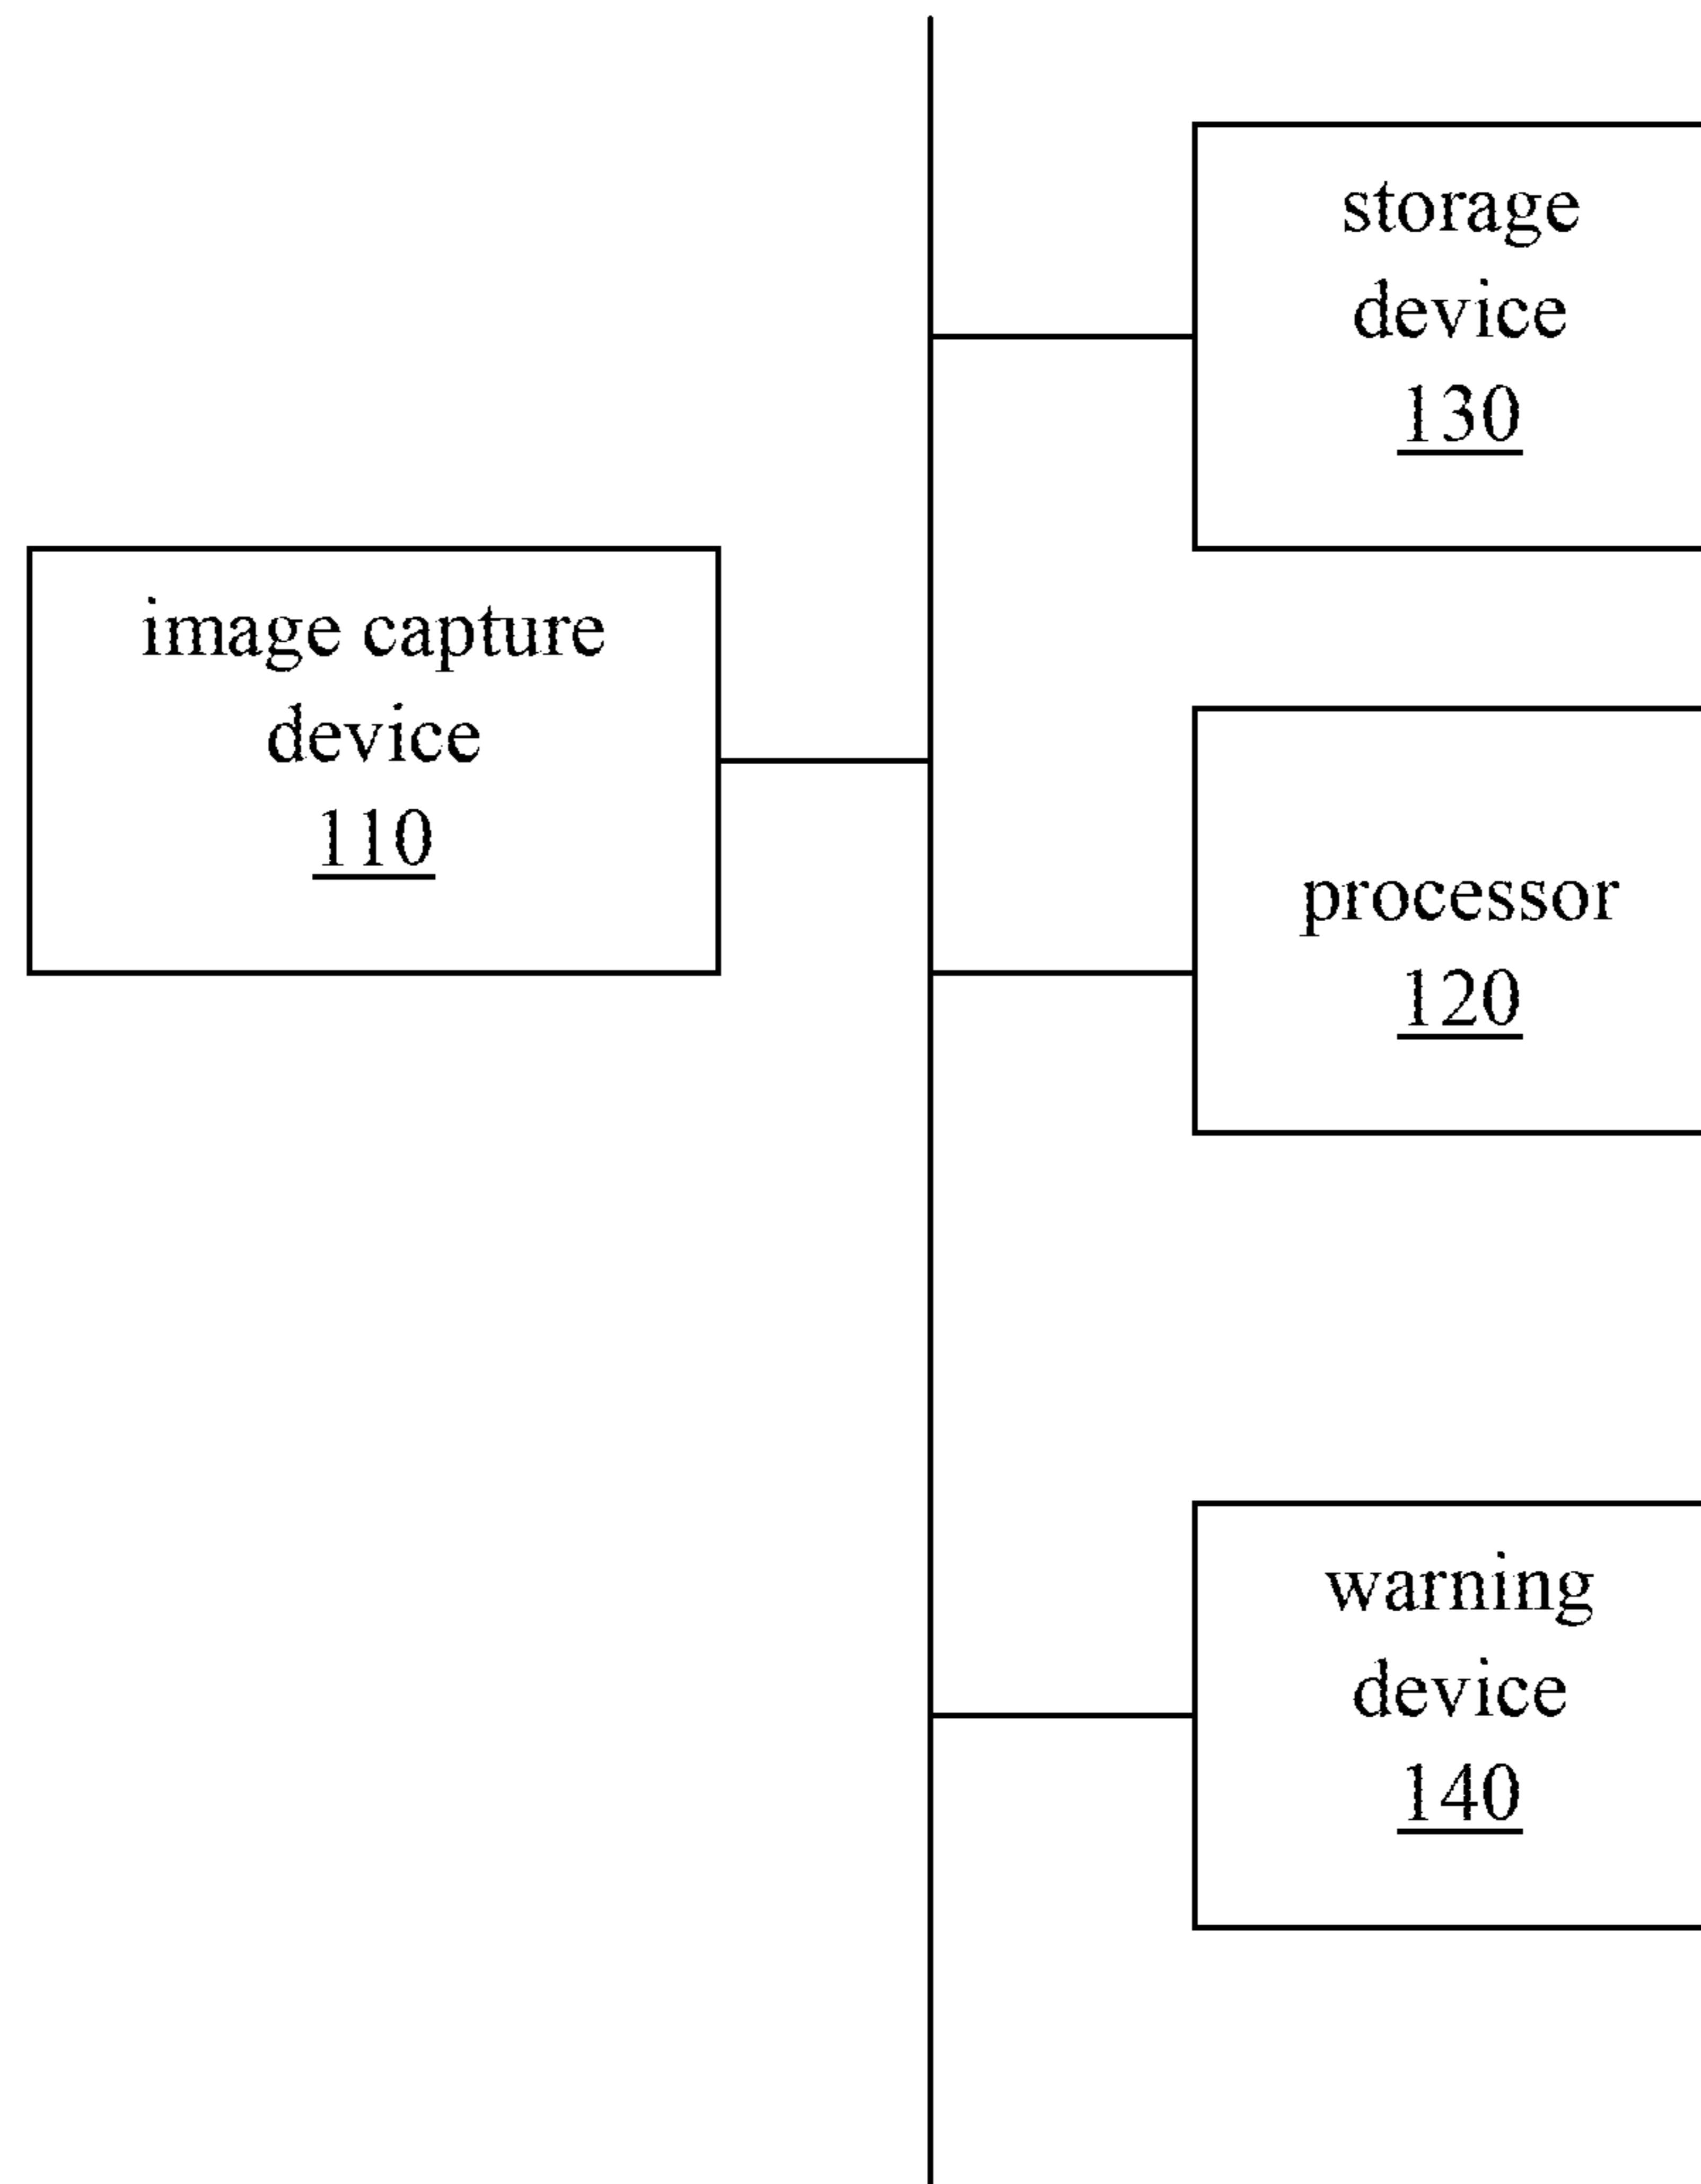 storage
device
130
image capture
device
110
processor
120
warning
device
140